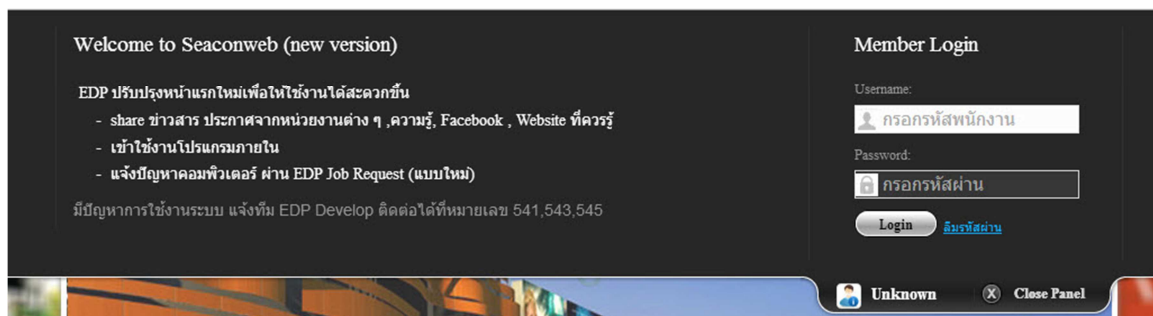 Welcome to Seaconweb (new version)
EDP ปรับปรุงหน้าแรกใหม่เพื่อให้ใช้งานได้สะดวกขึ้น
- share ข่าวสาร ประกาศจากหน่วยงานต่าง ๆ ,ความรู้, Facebook , Website ที่ควรรู้
- เข้าใช้งานโปรแกรมภายใน
- แจ้งปัญหาคอมพิวเตอร์ ผ่าน EDP Job Request (แบบใหม่)
มีปัญหาการใช้งานระบบ แจ้งทีม EDP Develop ติดต่อได้ที่หมายเลข 541,543,545
Member Login
Username:
กรอกรหัสพนักงาน
Password:
กรอกรหัสผ่าน
Login ลืมรหัสผ่าน
Unknown X Close Panel